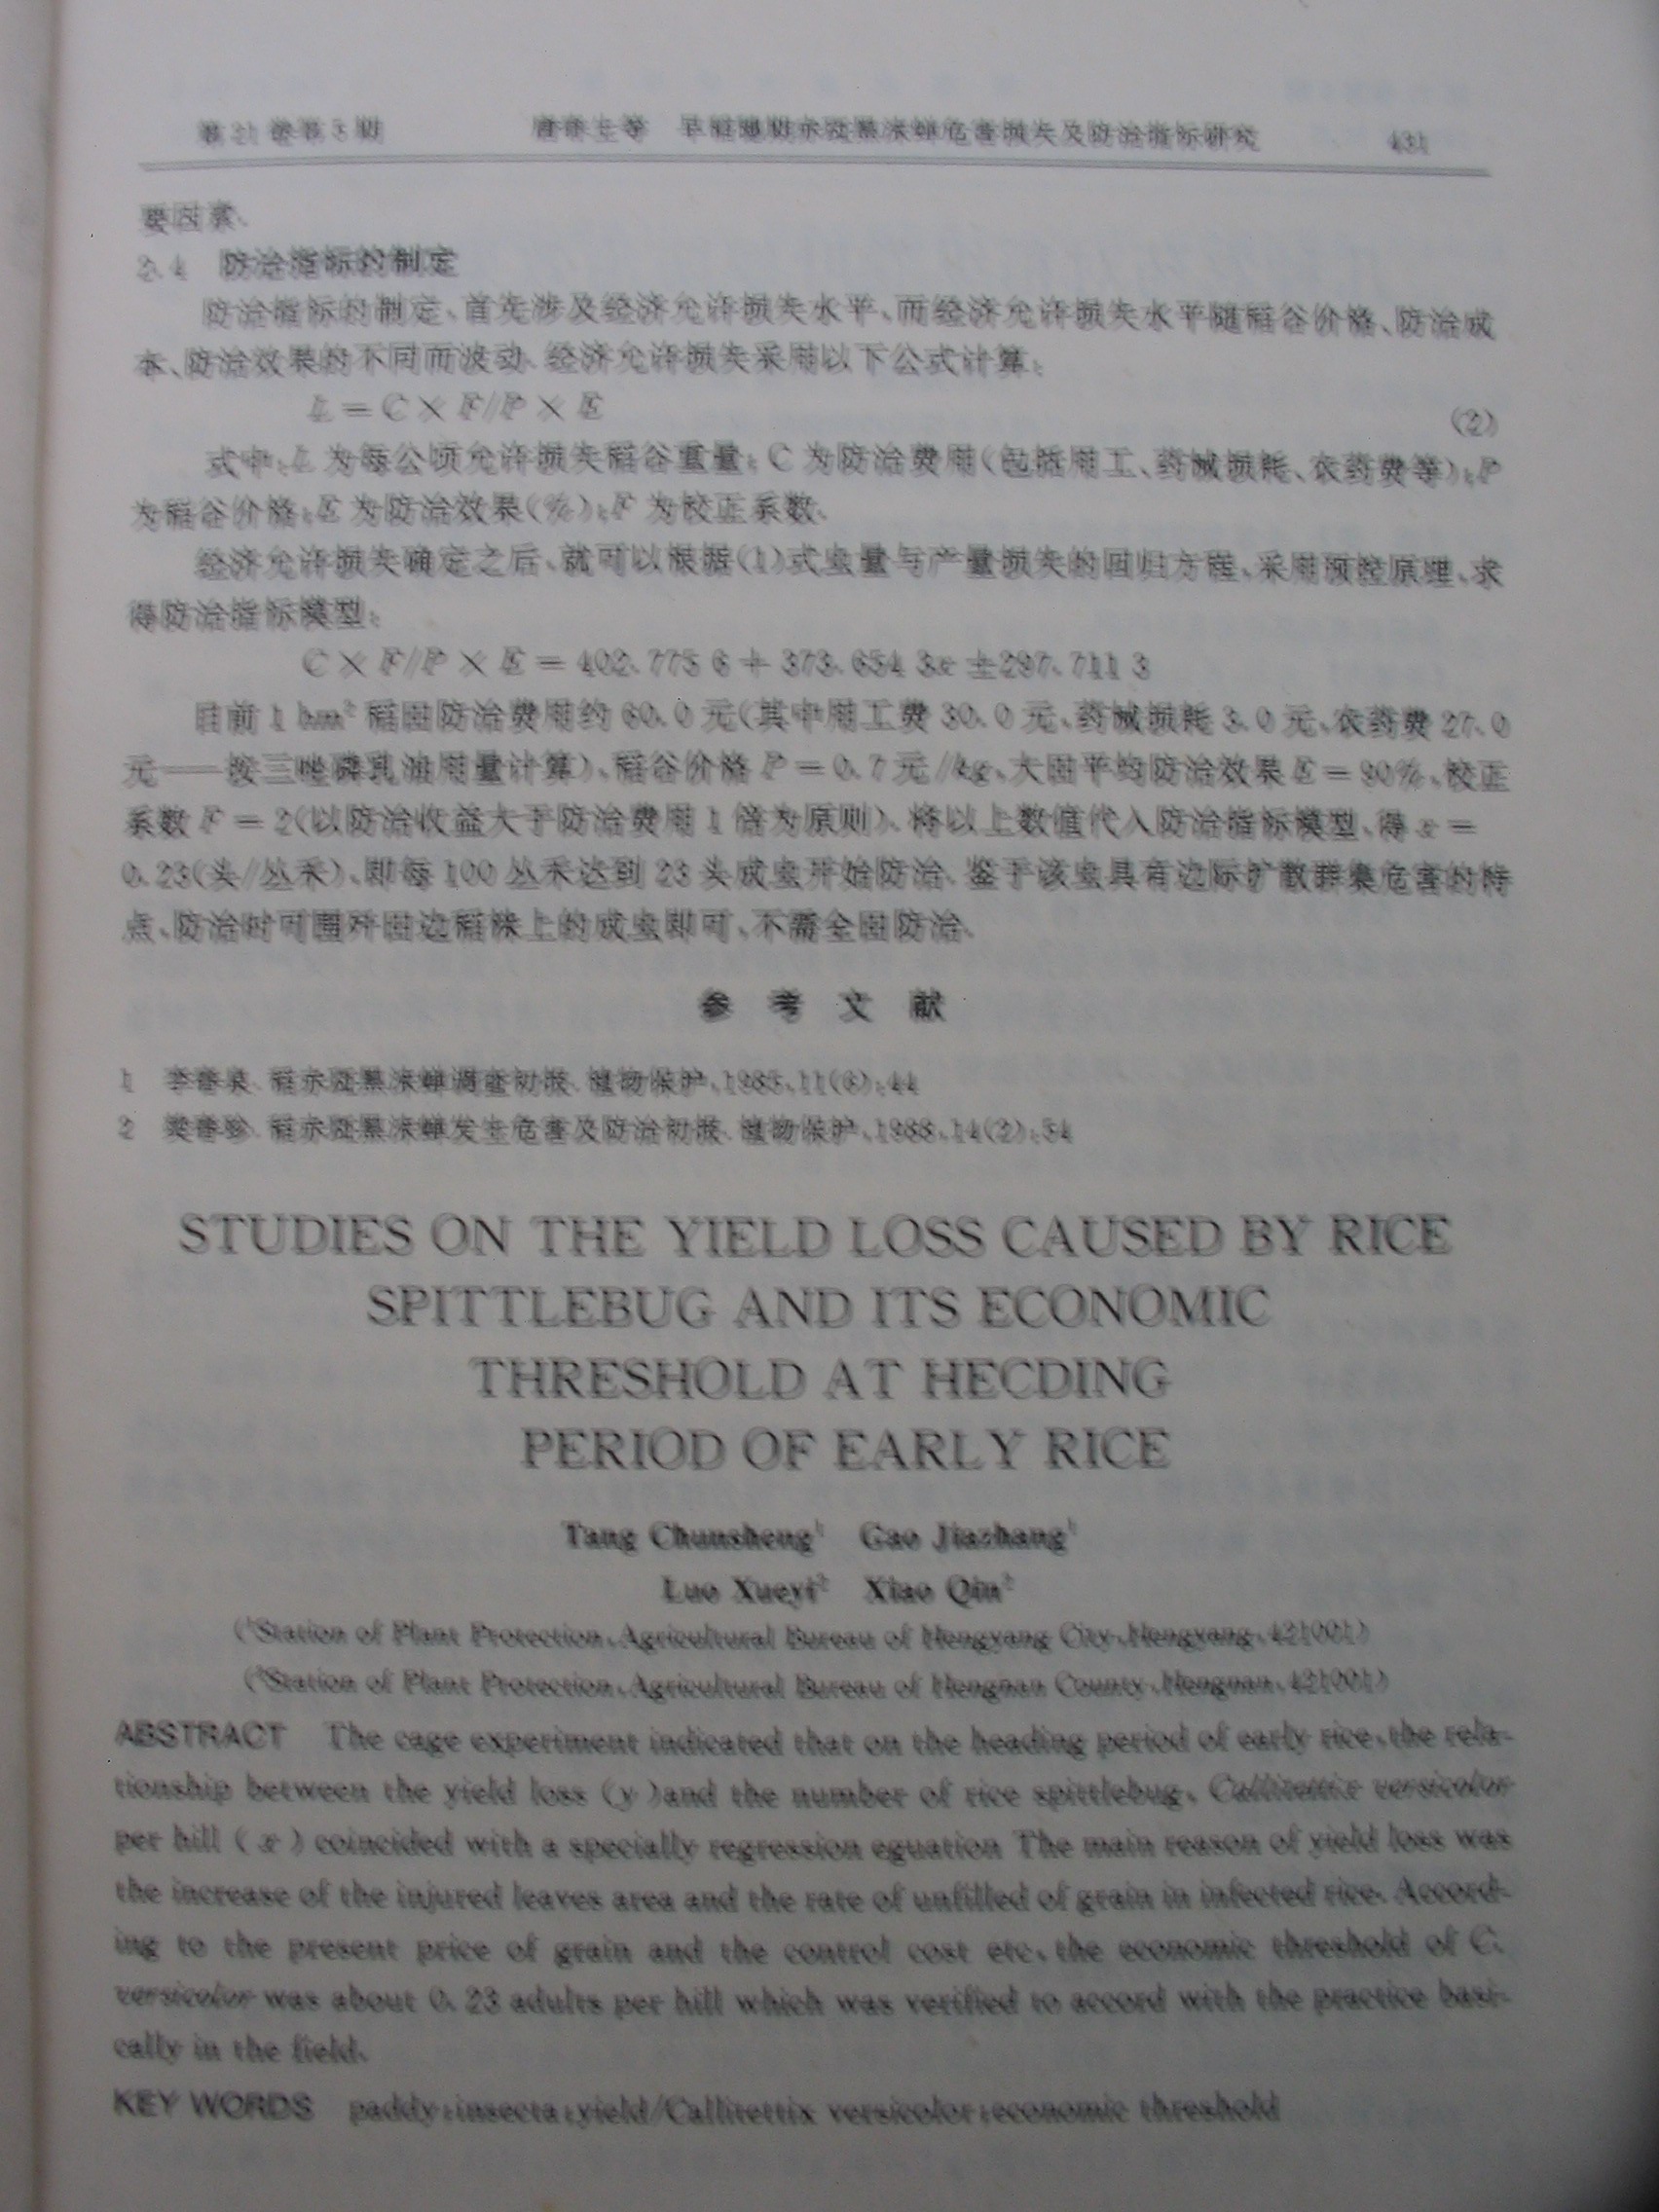 第21卷第5期 唐春生等 早稻穗期赤斑黑沫蝉危害损失及防治指标研究 431
要因素.
2.4 防治指标的制定
防治指标的制定,首先涉及经济允许损失水平,而经济允许损失水平随稻谷价格、防治成
本、防治效果的不同而波动.经济允许损失采用以下公式计算:
L = C × F/P × E (2)
式中:L 为每公顷允许损失稻谷重量;C 为防治费用(包括用工、药械损耗、农药费等);P
为稻谷价格;E 为防治效果(%);F 为校正系数.
经济允许损失确定之后,就可以根据(1)式虫量与产量损失的回归方程,采用预控原理,求
得防治指标模型:
C × F/P × E = 402.775 6 + 373.654 3x ±297.711 3
目前 1 hm² 稻田防治费用约 60.0 元(其中用工费 30.0 元、药械损耗 3.0 元、农药费 27.0
元——按三唑磷乳油用量计算),稻谷价格 P = 0.7 元/kg,大田平均防治效果 E = 90%,校正
系数 F = 2(以防治收益大于防治费用 1 倍为原则).将以上数值代入防治指标模型,得 x =
0.23(头/丛禾),即每 100 丛禾达到 23 头成虫开始防治.鉴于该虫具有边际扩散群集危害的特
点,防治时可围歼田边稻株上的成虫即可,不需全田防治.
参 考 文 献
1 李春泉.稻赤斑黑沫蝉调查初报.植物保护,1985,11(6):44
2 梁春珍.稻赤斑黑沫蝉发生危害及防治初报.植物保护,1988,14(2):54
STUDIES ON THE YIELD LOSS CAUSED BY RICE
SPITTLEBUG AND ITS ECONOMIC
THRESHOLD AT HECDING
PERIOD OF EARLY RICE
Tang Chunsheng¹ Gao Jiazhang¹
Luo Xueyi² Xiao Qin²
(¹Station of Plant Protection,Agricultural Bureau of Hengyang City,Hengyang,421001)
(²Station of Plant Protection,Agricultural Bureau of Hengnan County,Hengnan,421001)
ABSTRACT The cage experiment indicated that on the heading period of early rice,the rela-
tionship between the yield loss (y )and the number of rice spittlebug, Callitettix versicolor
per hill ( x ) coincided with a specially regression equation The main reason of yield loss was
the increase of the injured leaves area and the rate of unfilled of grain in infected rice. Accord-
ing to the present price of grain and the control cost etc, the economic threshold of C.
versicolor was about 0.23 adults per hill which was verified to accord with the practice basi-
cally in the field.
KEY WORDS paddy;insecta;yield/Callitettix versicolor;economic threshold